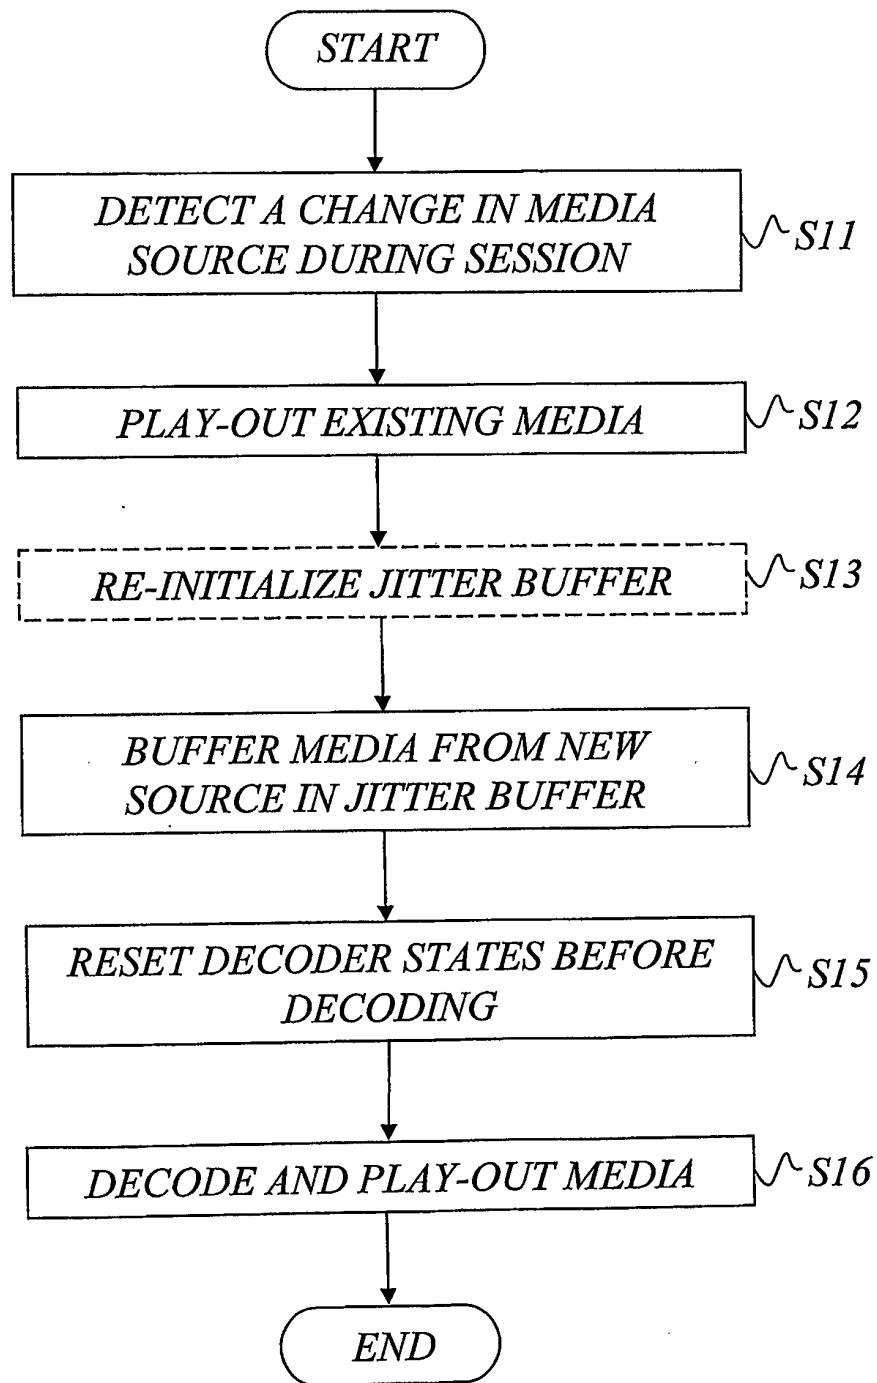 START
DETECT A CHANGE IN MEDIA
SOURCE DURING SESSION
S11
PLAY-OUT EXISTING MEDIA
S12
RE-INITIALIZE JITTER BUFFER
S13
BUFFER MEDIA FROM NEW
SOURCE IN JITTER BUFFER
S14
RESET DECODER STATES BEFORE
DECODING
S15
DECODE AND PLAY-OUT MEDIA
S16
END